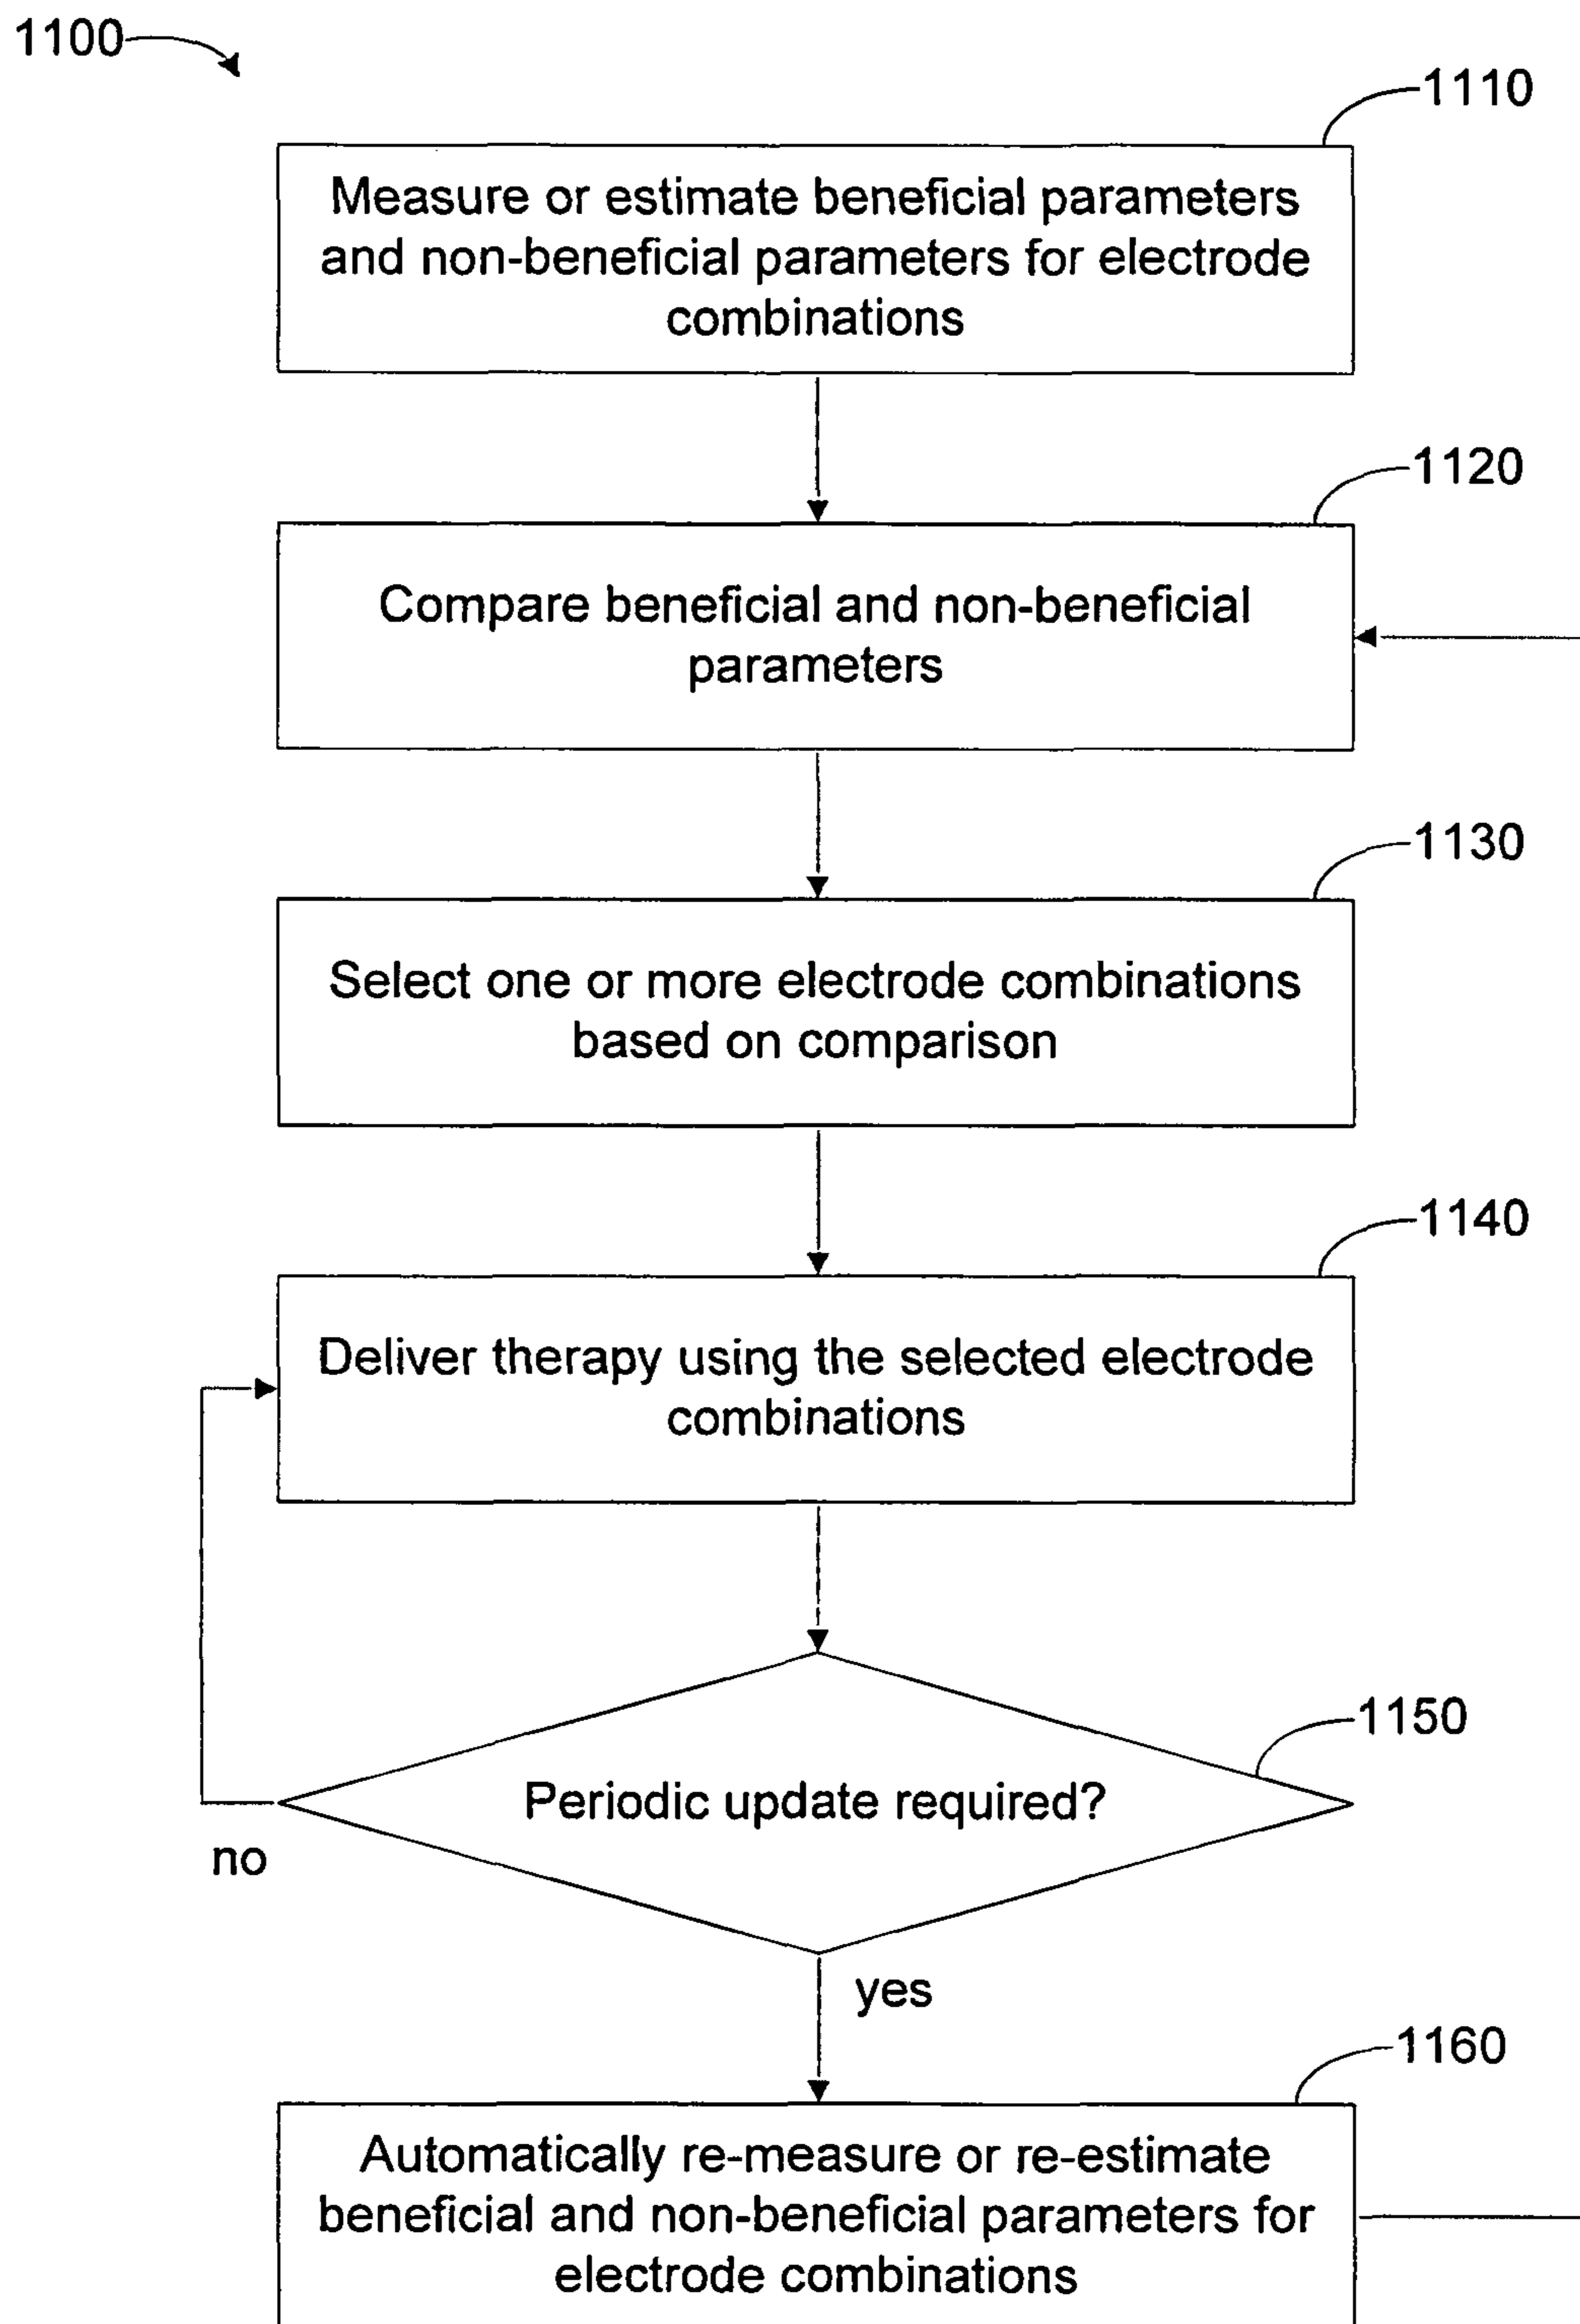 1100
1110
Measure or estimate beneficial parameters
and non-beneficial parameters for electrode
combinations
1120
Compare beneficial and non-beneficial
parameters
1130
Select one or more electrode combinations
based on comparison
1140
Deliver therapy using the selected electrode
combinations
1150
Periodic update required?
no
yes
1160
Automatically re-measure or re-estimate
beneficial and non-beneficial parameters for
electrode combinations